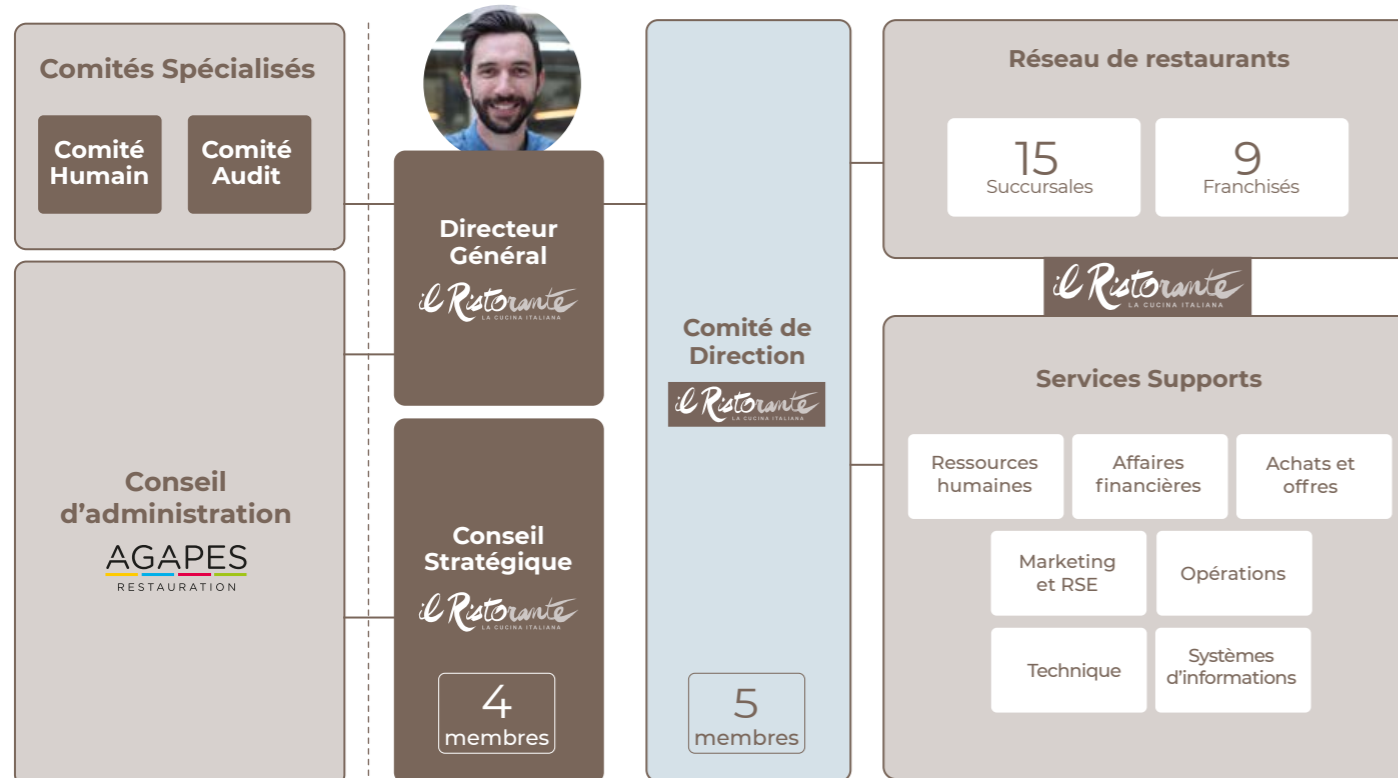 Comités Spécialisés
Comité
Humain
Comité
Audit
Conseil
d’administration
AGAPES
RESTAURATION
Directeur
Général
il Ristorante
LA CUCINA ITALIANA
Conseil
Stratégique
il Ristorante
LA CUCINA ITALIANA
4
membres
Comité de
Direction
il Ristorante
LA CUCINA ITALIANA
5
membres
Réseau de restaurants
15
Succursales
9
Franchisés
il Ristorante
LA CUCINA ITALIANA
Services Supports
Ressources
humaines
Affaires
financières
Achats et
offres
Marketing
et RSE
Opérations
Technique
Systèmes
d’informations